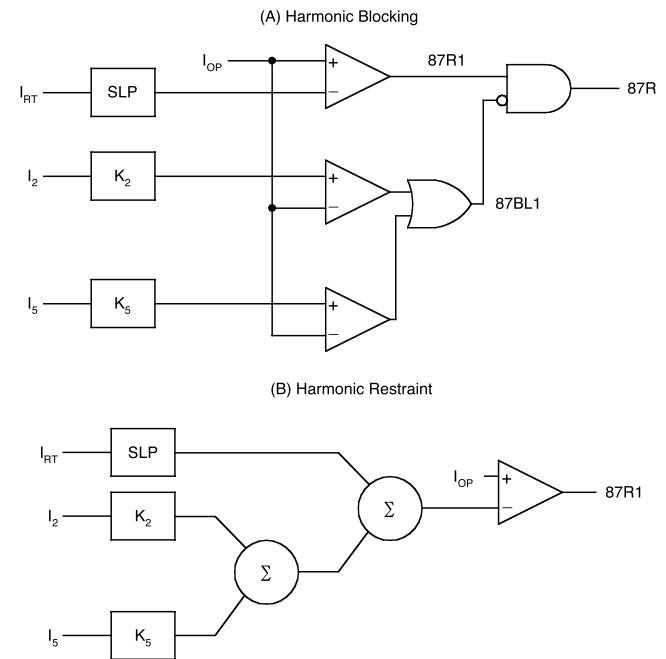 (A) Harmonic Blocking
I_OP
+
87R1
I_RT
SLP
−
87R
I_2
K_2
+
−
87BL1
I_5
K_5
+
−
(B) Harmonic Restraint
I_RT
SLP
I_OP
+
87R1
−
I_2
K_2
Σ
Σ
I_5
K_5